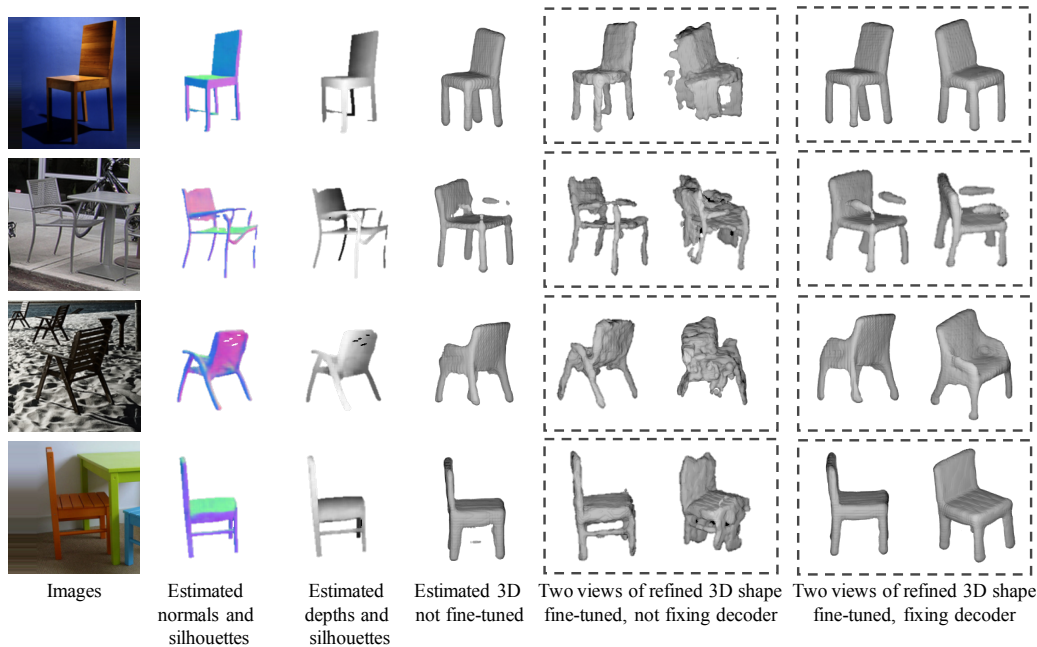 Images
Estimated
normals and
silhouettes
Estimated
depths and
silhouettes
Estimated 3D
not fine-tuned
Two views of refined 3D shape
fine-tuned, not fixing decoder
Two views of refined 3D shape
fine-tuned, fixing decoder